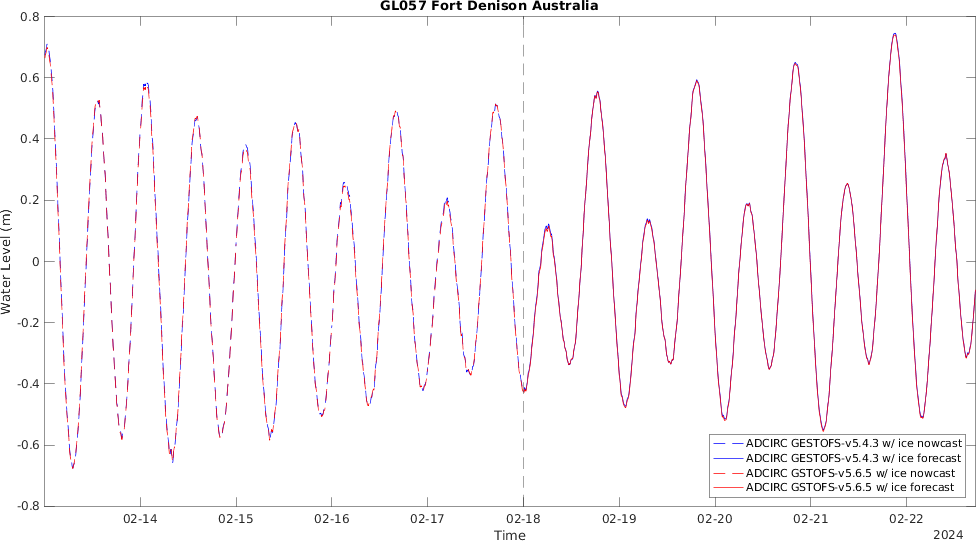 GL057 Fort Denison Australia
0.8
0.6
0.4
0.2
0
-0.2
-0.4
-0.6
-0.8
Water Level (m)
02-14 02-15 02-16 02-17 02-18 02-19 02-20 02-21 02-22
Time
2024
ADCIRC GESTOFS-v5.4.3 w/ ice nowcast
ADCIRC GESTOFS-v5.4.3 w/ ice forecast
ADCIRC GSTOFS-v5.6.5 w/ ice nowcast
ADCIRC GSTOFS-v5.6.5 w/ ice forecast